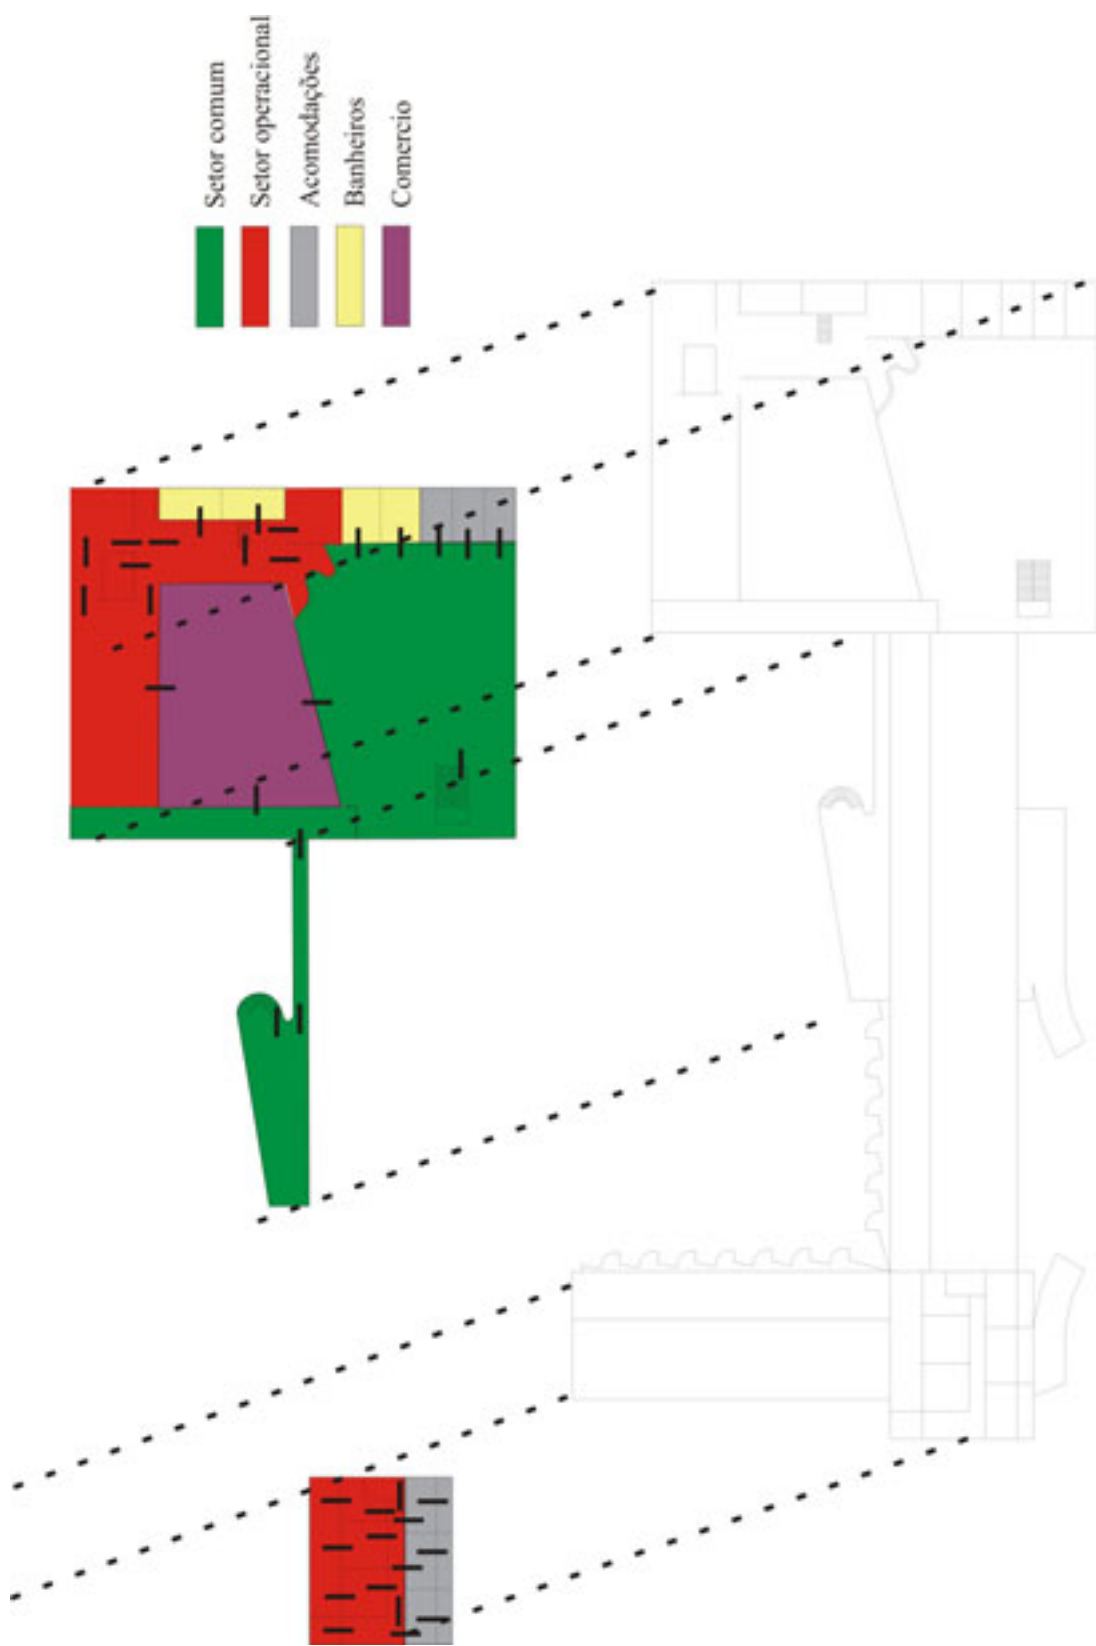 Setor comum
Setor operacional
Acomodações
Banheiros
Comercio